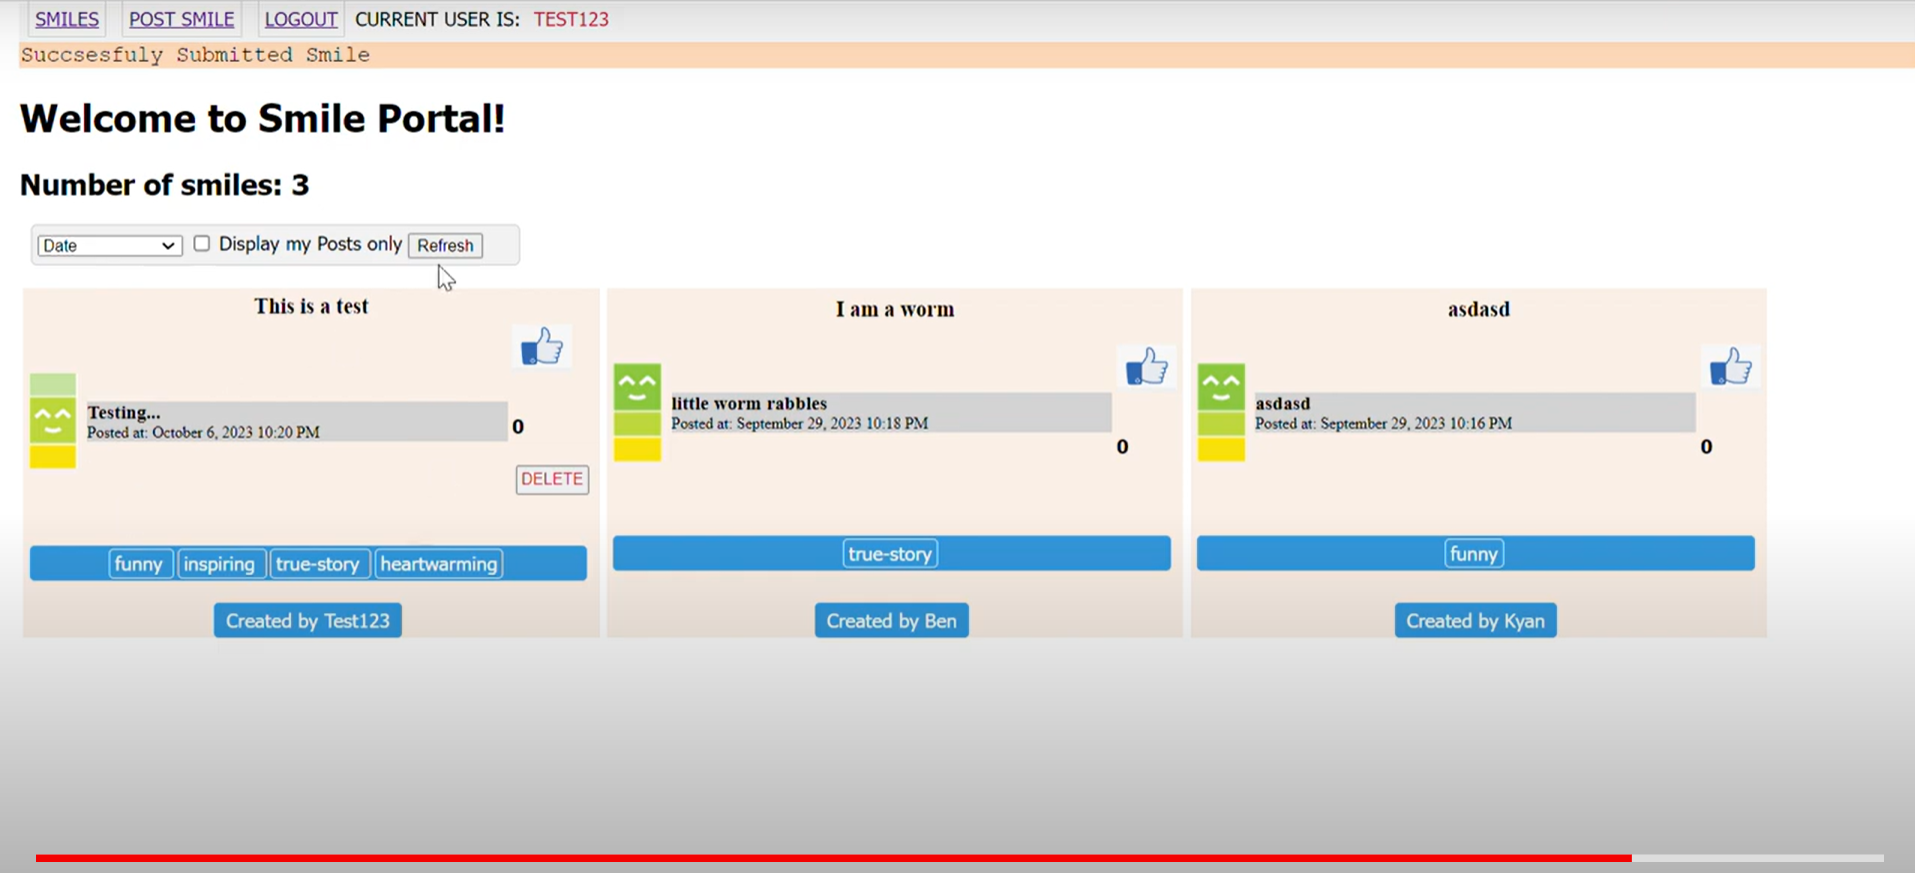 SMILES POST SMILE LOGOUT CURRENT USER IS: TEST123
Succsesfuly Submitted Smile
Welcome to Smile Portal!
Number of smiles: 3
Date Display my Posts only Refresh
This is a test
Testing...
Posted at: October 6, 2023 10:20 PM
0
DELETE
funny inspiring true-story heartwarming
Created by Test123
I am a worm
little worm rabbles
Posted at: September 29, 2023 10:18 PM
0
true-story
Created by Ben
asdasd
asdasd
Posted at: September 29, 2023 10:16 PM
0
funny
Created by Kyan